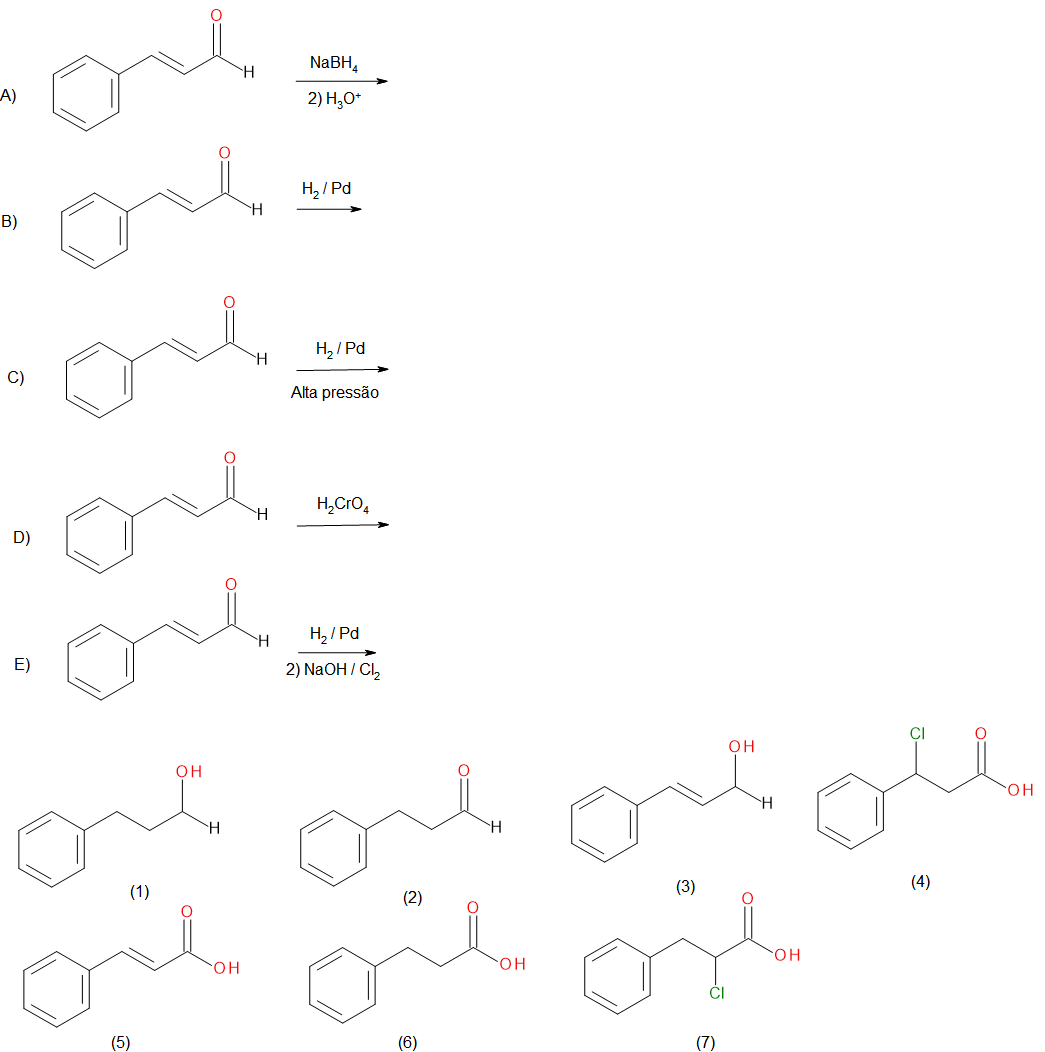 O
H
A)
NaBH4
2) H3O+
O
H
B)
H2 / Pd
O
H
C)
H2 / Pd
Alta pressão
O
H
D)
H2CrO4
O
H
E)
H2 / Pd
2) NaOH / Cl2
OH
H
(1)
O
H
(2)
OH
H
(3)
Cl
O
OH
(4)
O
OH
(5)
O
OH
(6)
O
OH
Cl
(7)